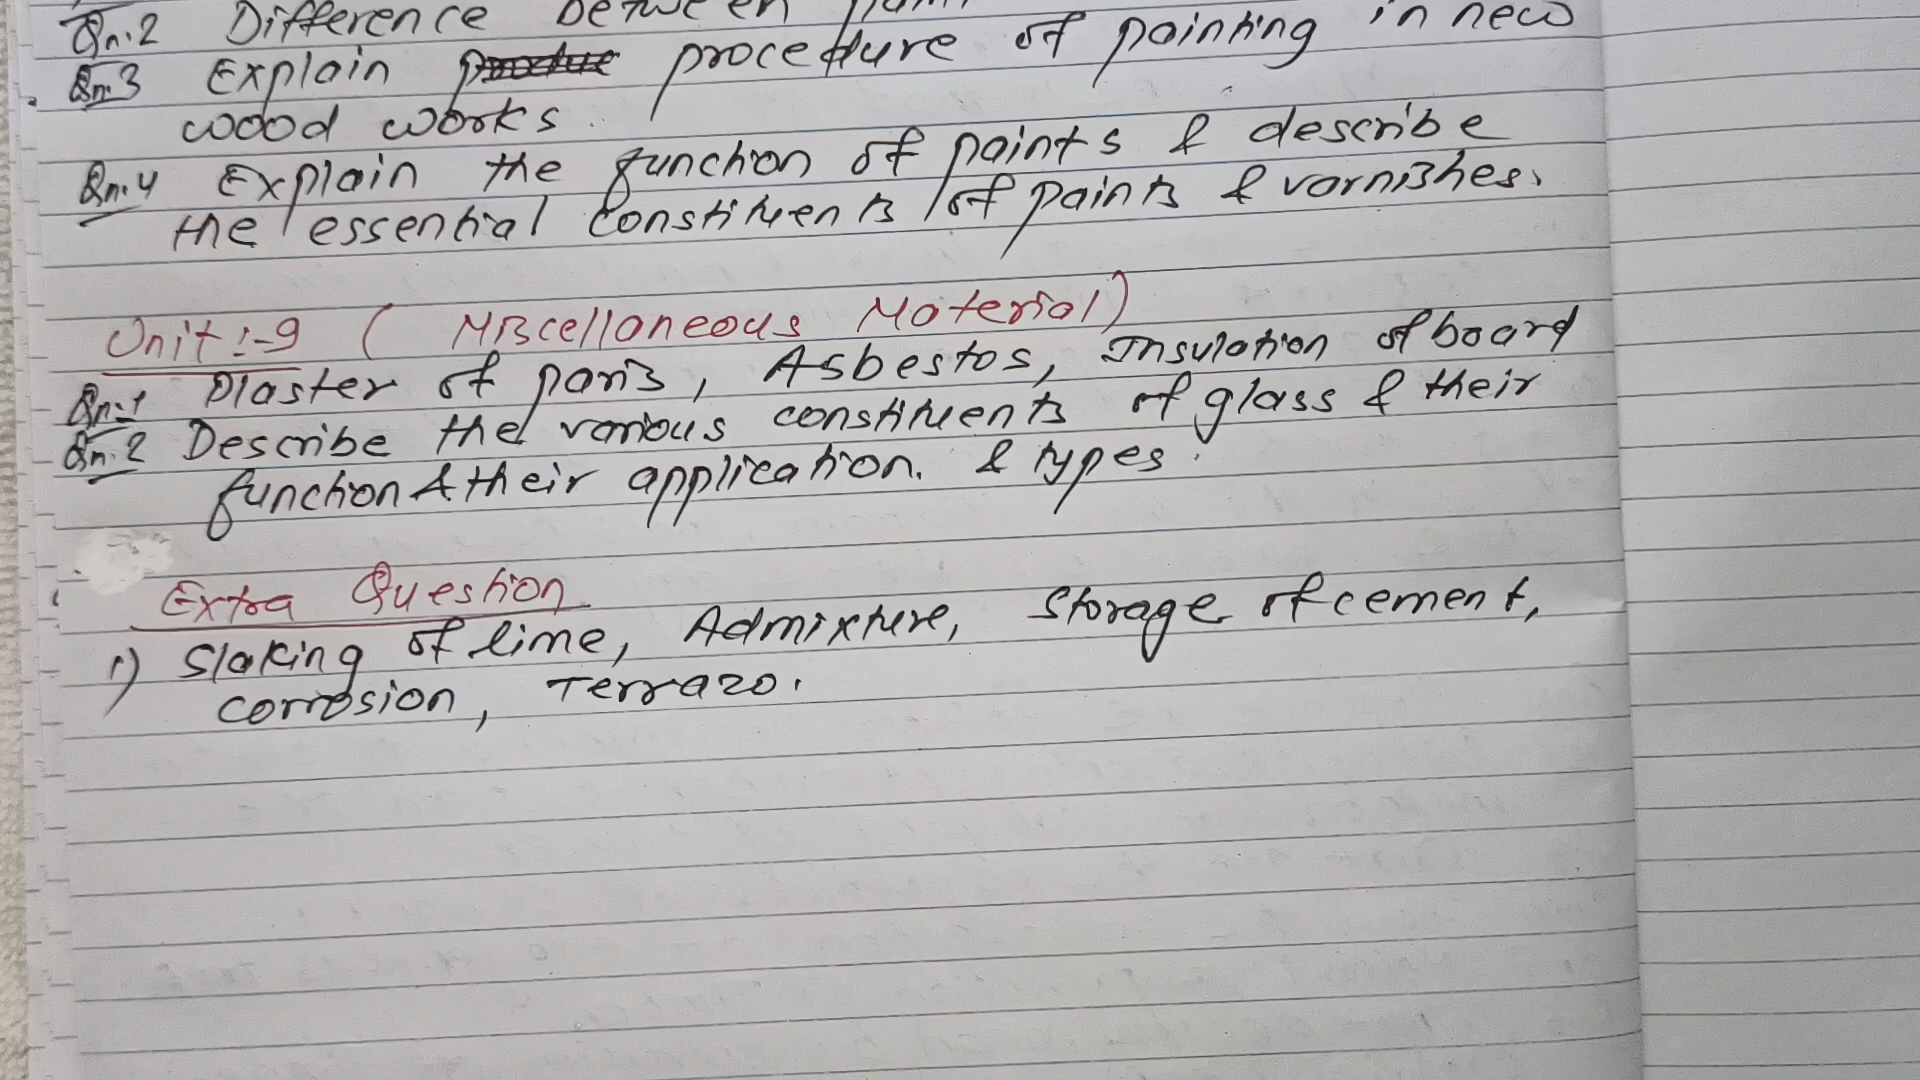 Qn.2 Difference between
Qn.3 Explain procedure of painting in new
wood works.
Qn.4 Explain the function of paints & describe
the essential constituents of paints & varnishes.
Unit :- 9 ( Miscellaneous Material)
Qn:1 Plaster of paris, Asbestos, Insulation of board
Qn.2 Describe the various constituents of glass & their
function & their application. & types.
Extra Question
1) Slaking of lime, Admixture, Storage of cement,
corrosion, Terrazo.